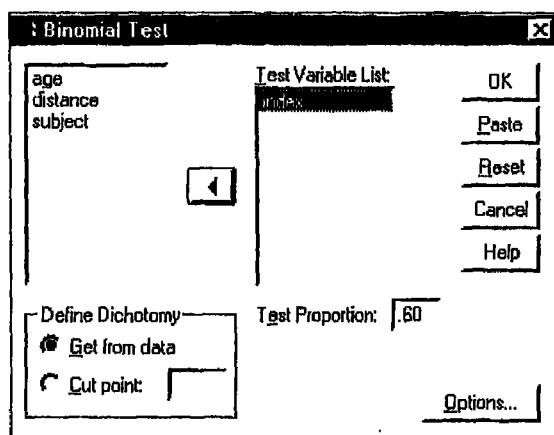 Binomial Test
age
distance
subject
Test Variable List:
index
OK
Paste
Reset
Cancel
Help
Define Dichotomy
Get from data
Cut point:
Test Proportion: .60
Options...